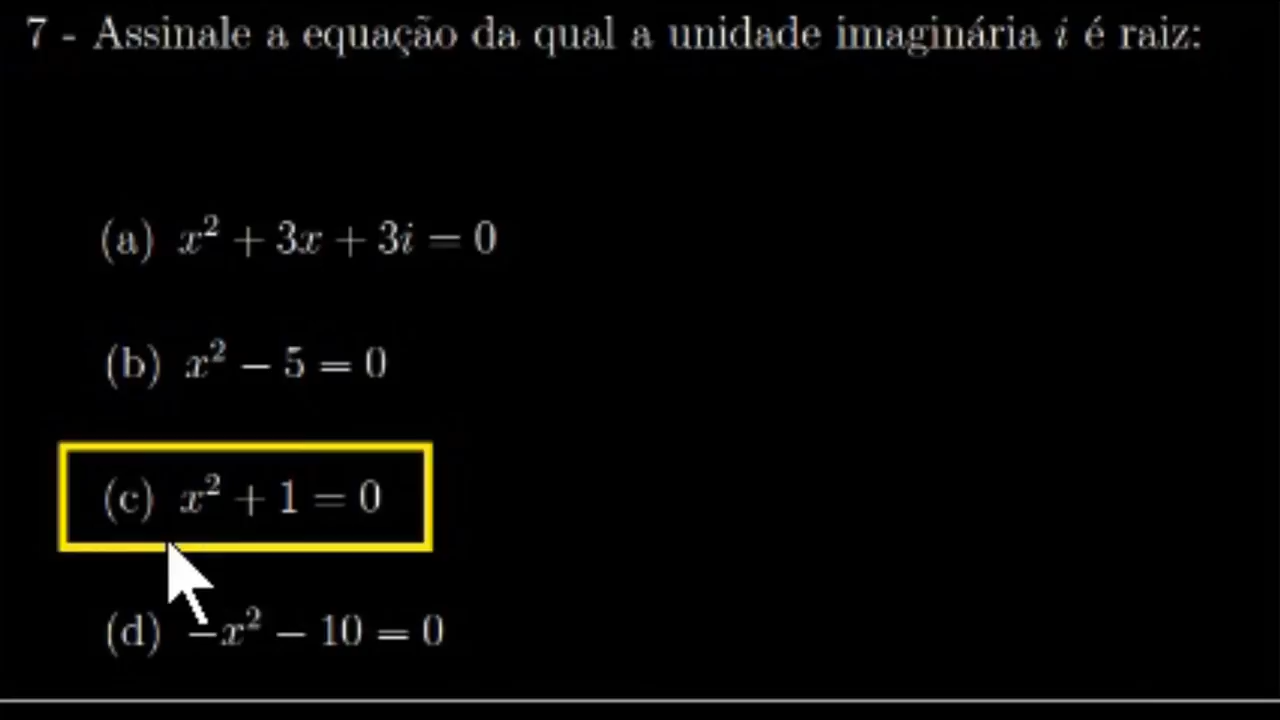 7 - Assinale a equação da qual a unidade imaginária i é raiz:
(a) x² + 3x + 3i = 0
(b) x² − 5 = 0
(c) x² + 1 = 0
(d) −x² − 10 = 0